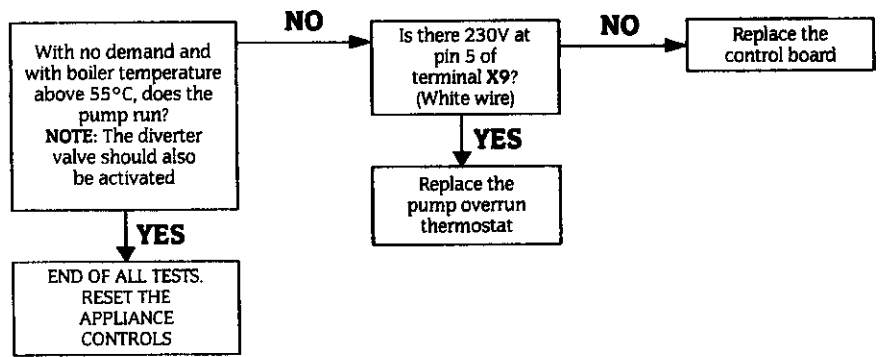 With no demand and
with boiler temperature
above 55°C, does the
pump run?
NOTE: The diverter
valve should also
be activated
NO
Is there 230V at
pin 5 of
terminal X9?
(White wire)
NO
Replace the
control board
YES
Replace the
pump overrun
thermostat
YES
END OF ALL TESTS.
RESET THE
APPLIANCE
CONTROLS